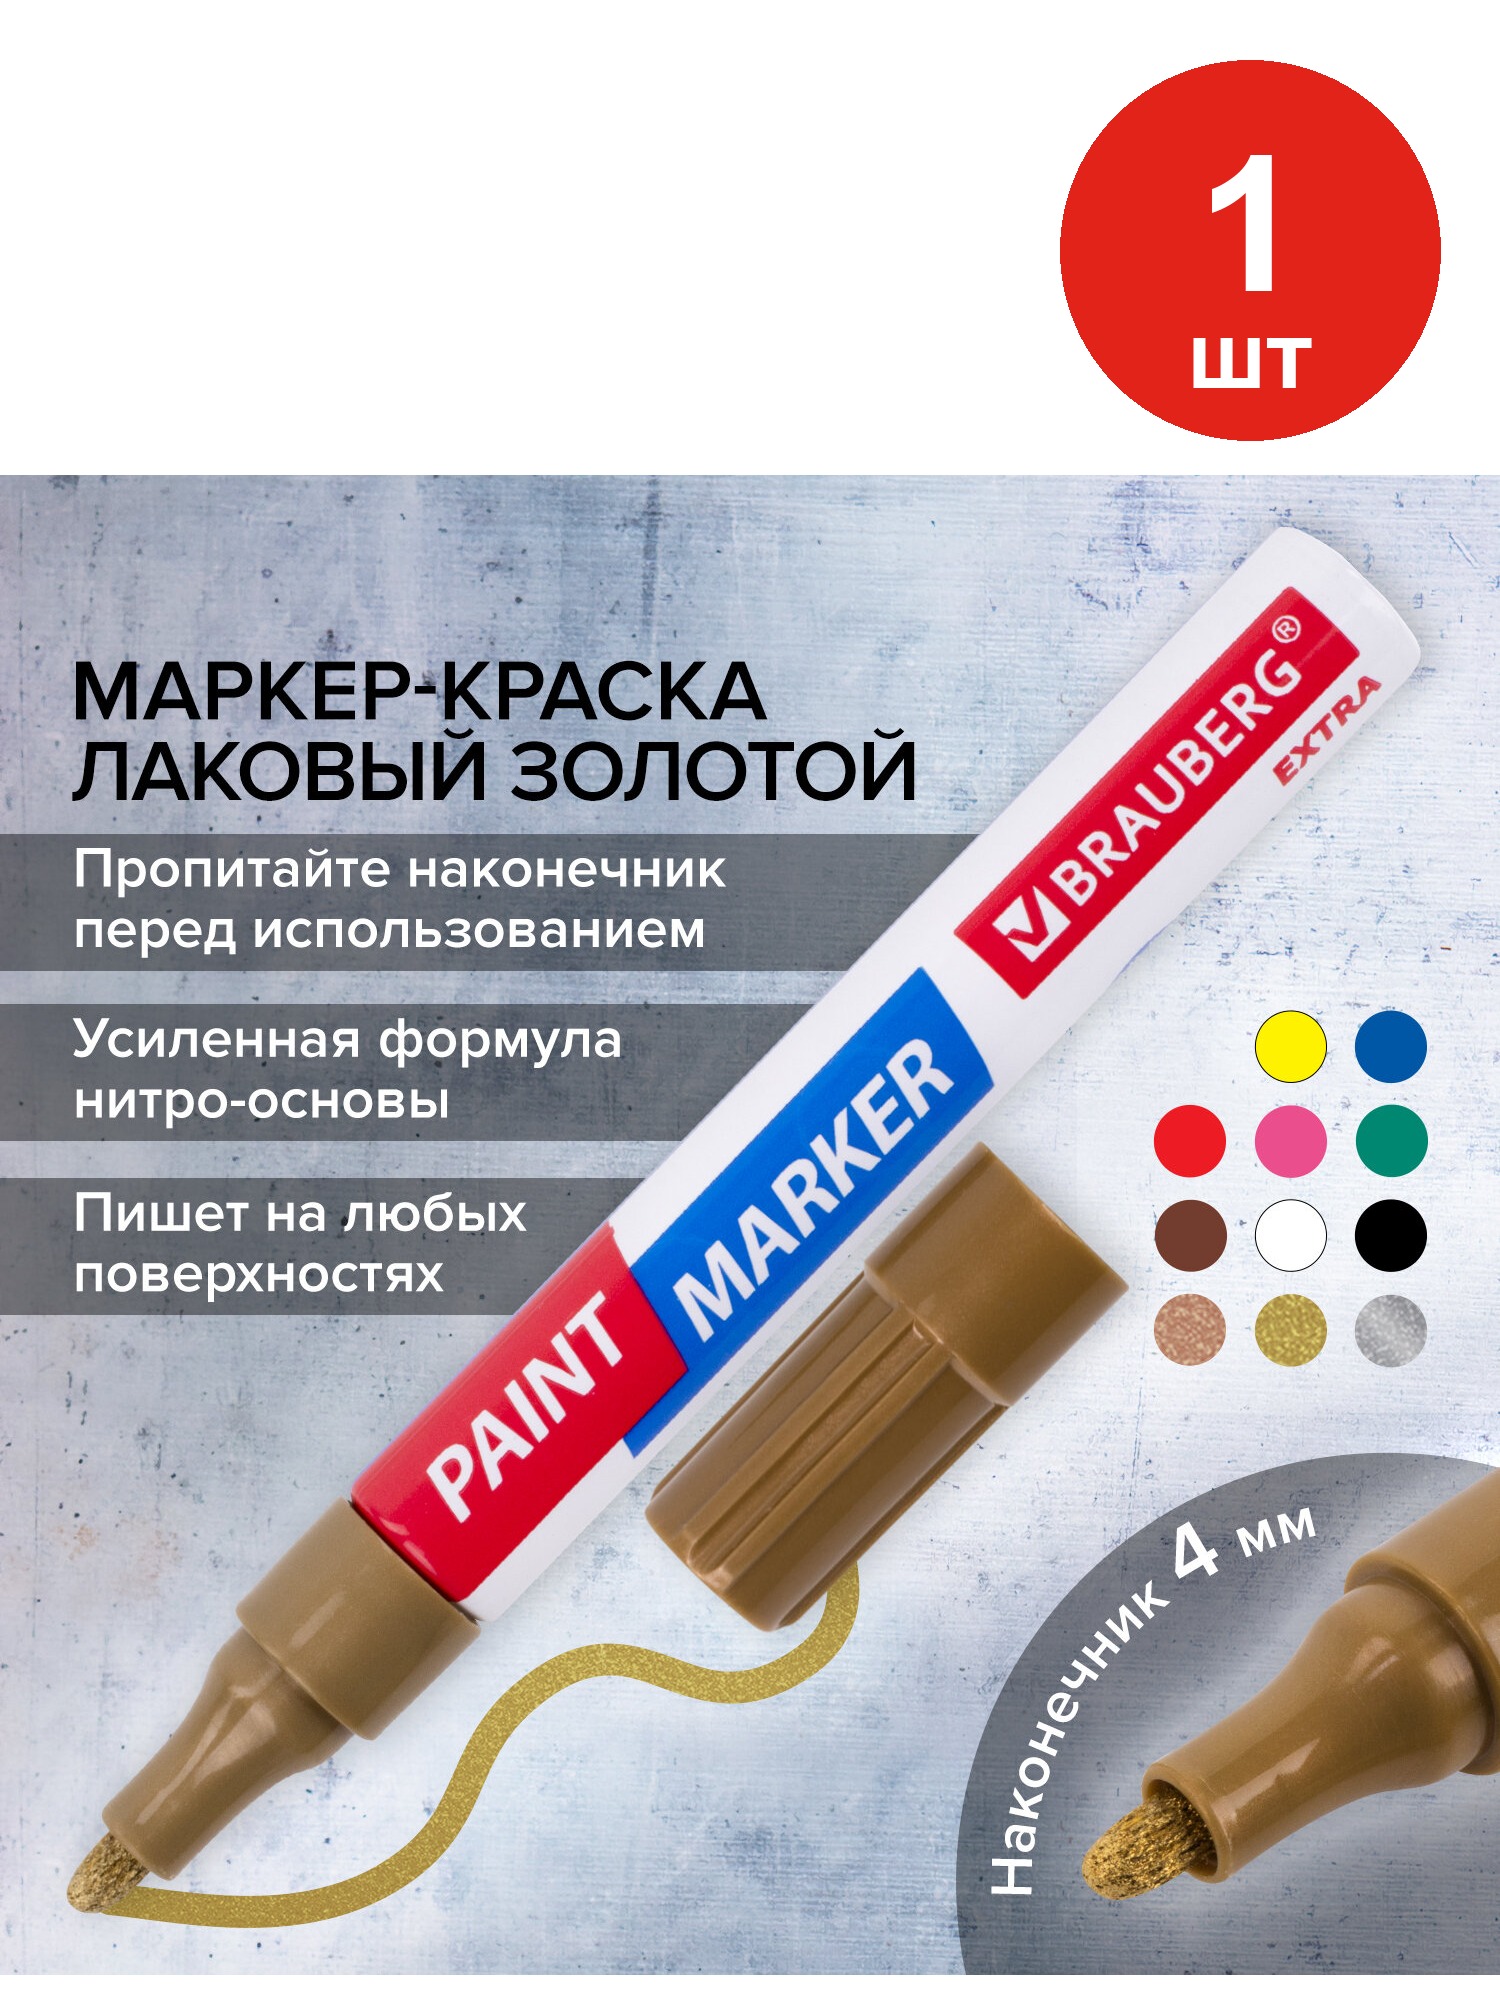 1
шт
МАРКЕР-КРАСКА
ЛАКОВЫЙ ЗОЛОТОЙ
Пропитайте наконечник
перед использованием
Усиленная формула
нитро-основы
Пишет на любых
поверхностях
BRAUBERG®
EXTRA
PAINT MARKER
Наконечник 4 мм